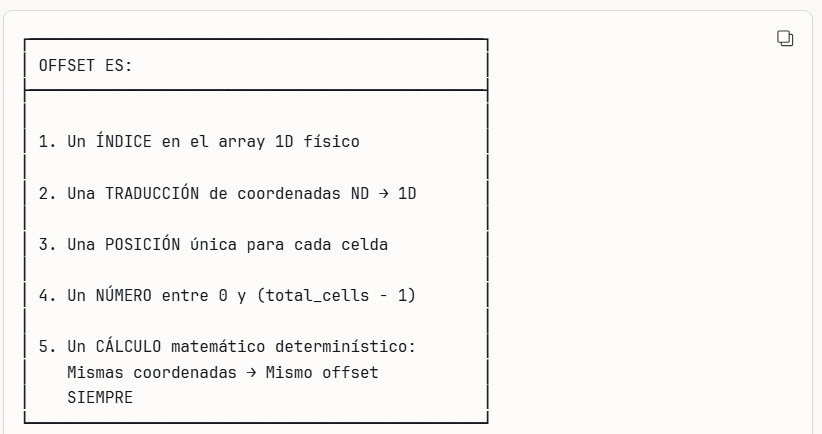 OFFSET ES:
1. Un ÍNDICE en el array 1D físico
2. Una TRADUCCIÓN de coordenadas ND → 1D
3. Una POSICIÓN única para cada celda
4. Un NÚMERO entre 0 y (total_cells - 1)
5. Un CÁLCULO matemático determinístico:
Mismas coordenadas → Mismo offset
SIEMPRE